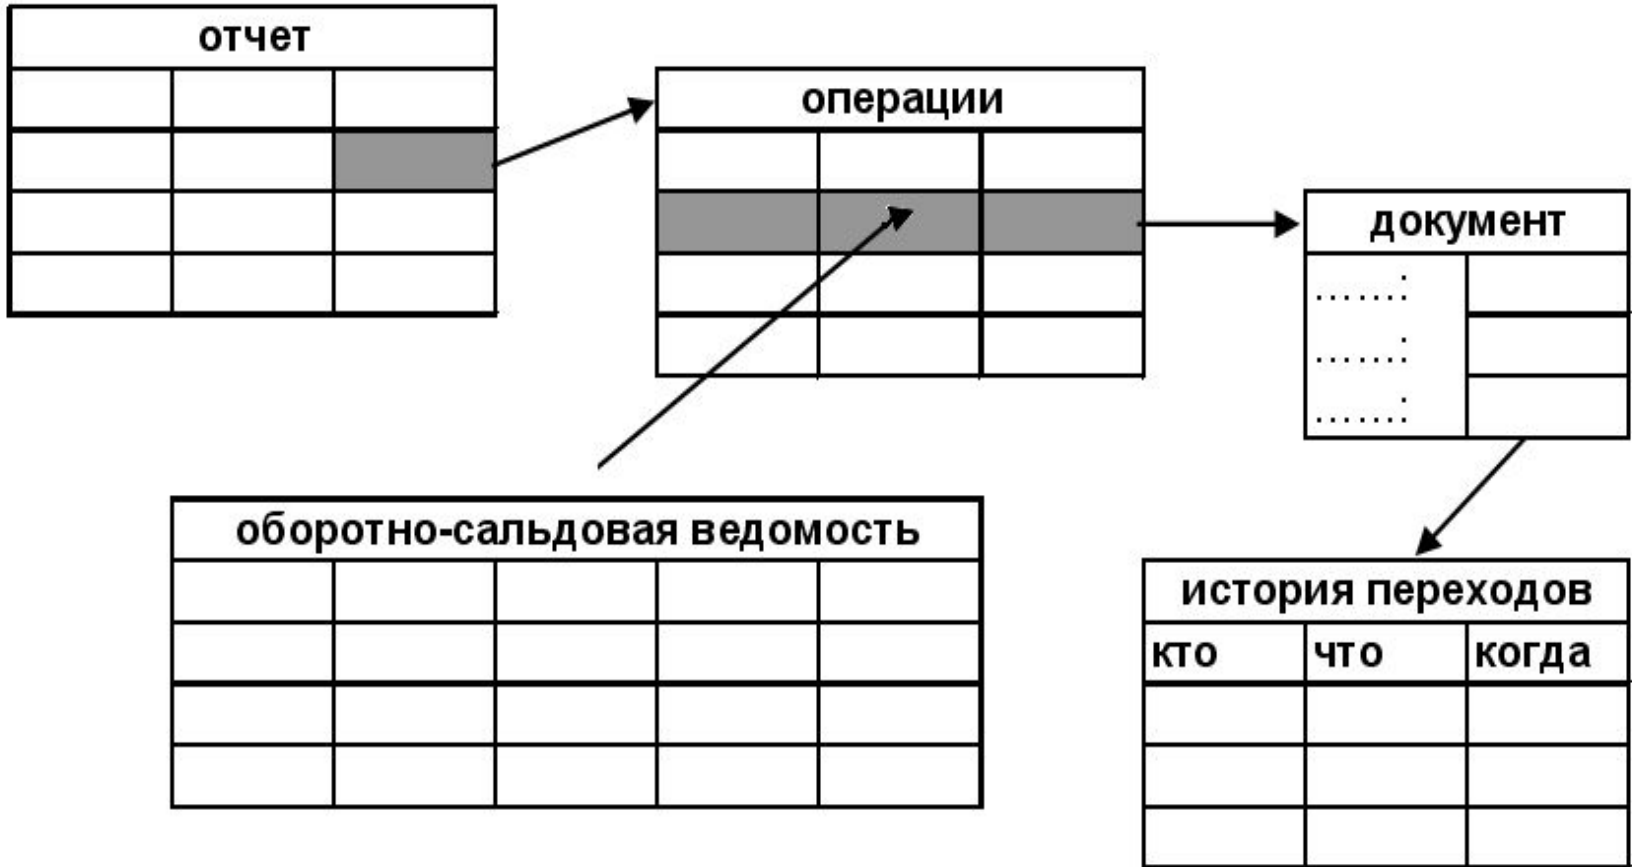 отчет
операции
документ
.......:
.......:
.......:
оборотно-сальдовая ведомость
история переходов
кто что когда